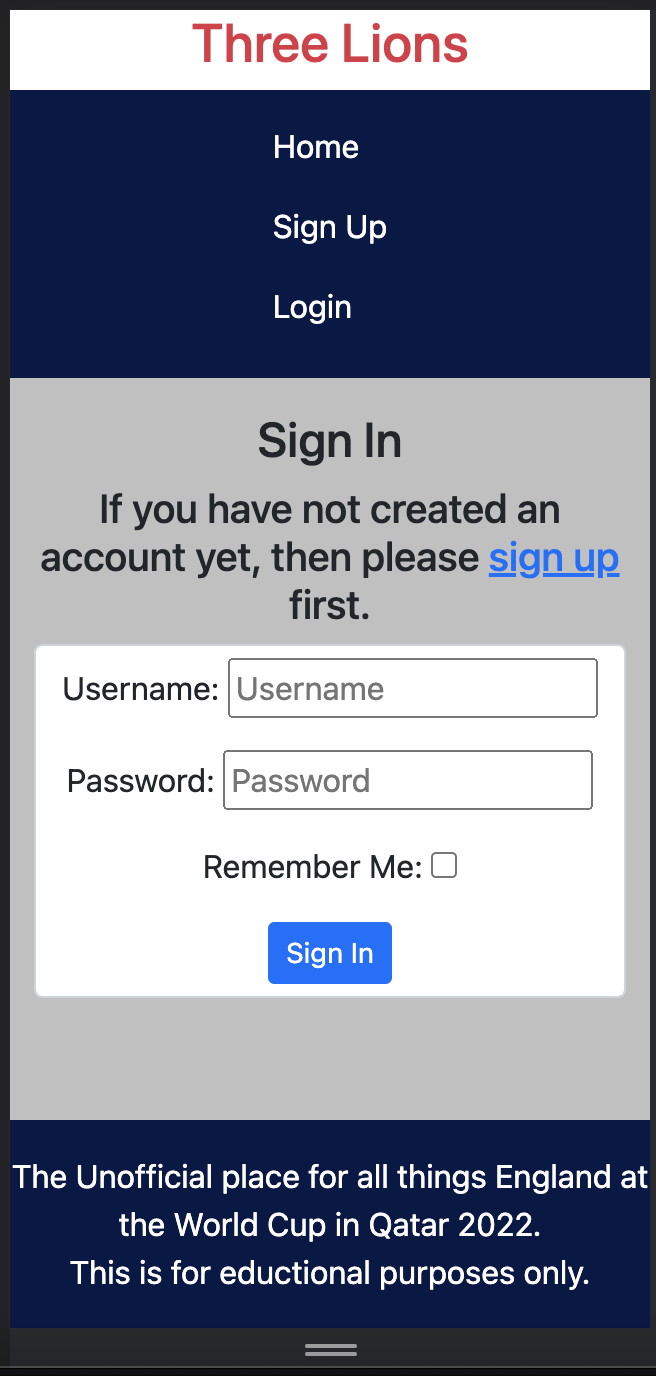 Three Lions
Home
Sign Up
Login
Sign In
If you have not created an
account yet, then please sign up
first.
Username: Username
Password: Password
Remember Me:
Sign In
The Unofficial place for all things England at
the World Cup in Qatar 2022.
This is for eductional purposes only.